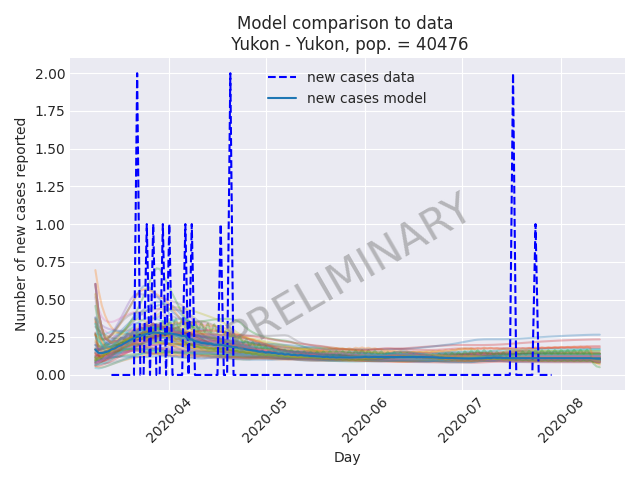 Model comparison to data
Yukon - Yukon, pop. = 40476
new cases data
new cases model
2.00
1.75
1.50
1.25
1.00
0.75
0.50
0.25
0.00
Number of new cases reported
PRELIMINARY
2020-04
2020-05
2020-06
2020-07
2020-08
Day